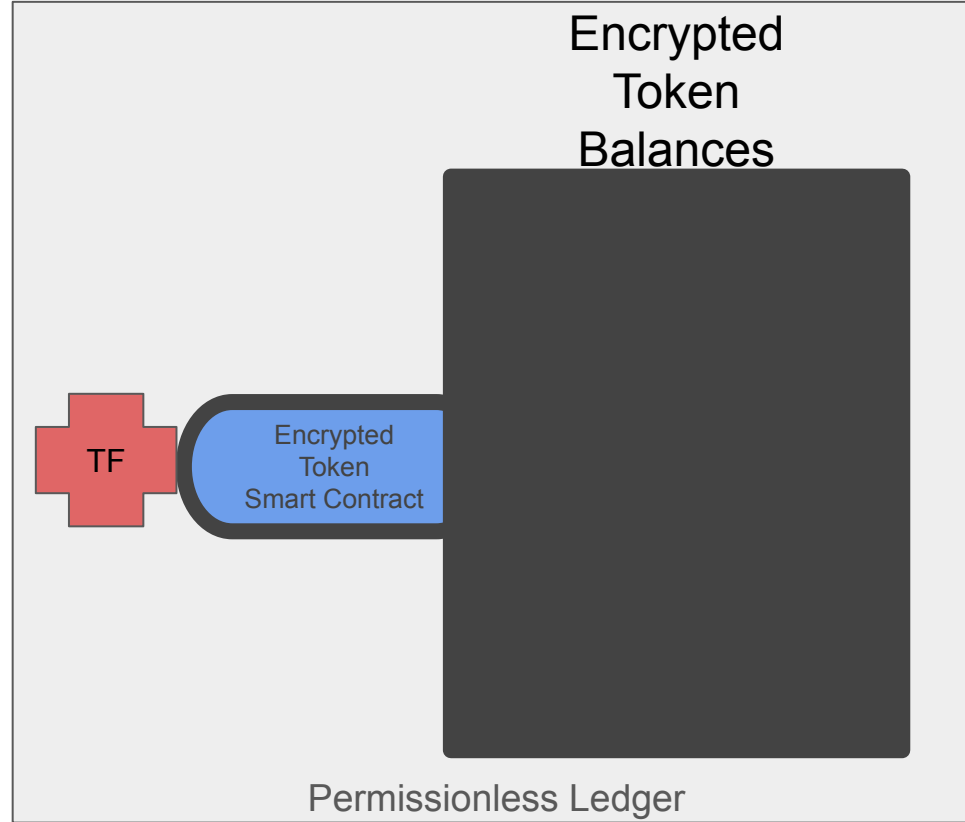 Encrypted
Token
Balances
TF
Encrypted
Token
Smart Contract
Permissionless Ledger